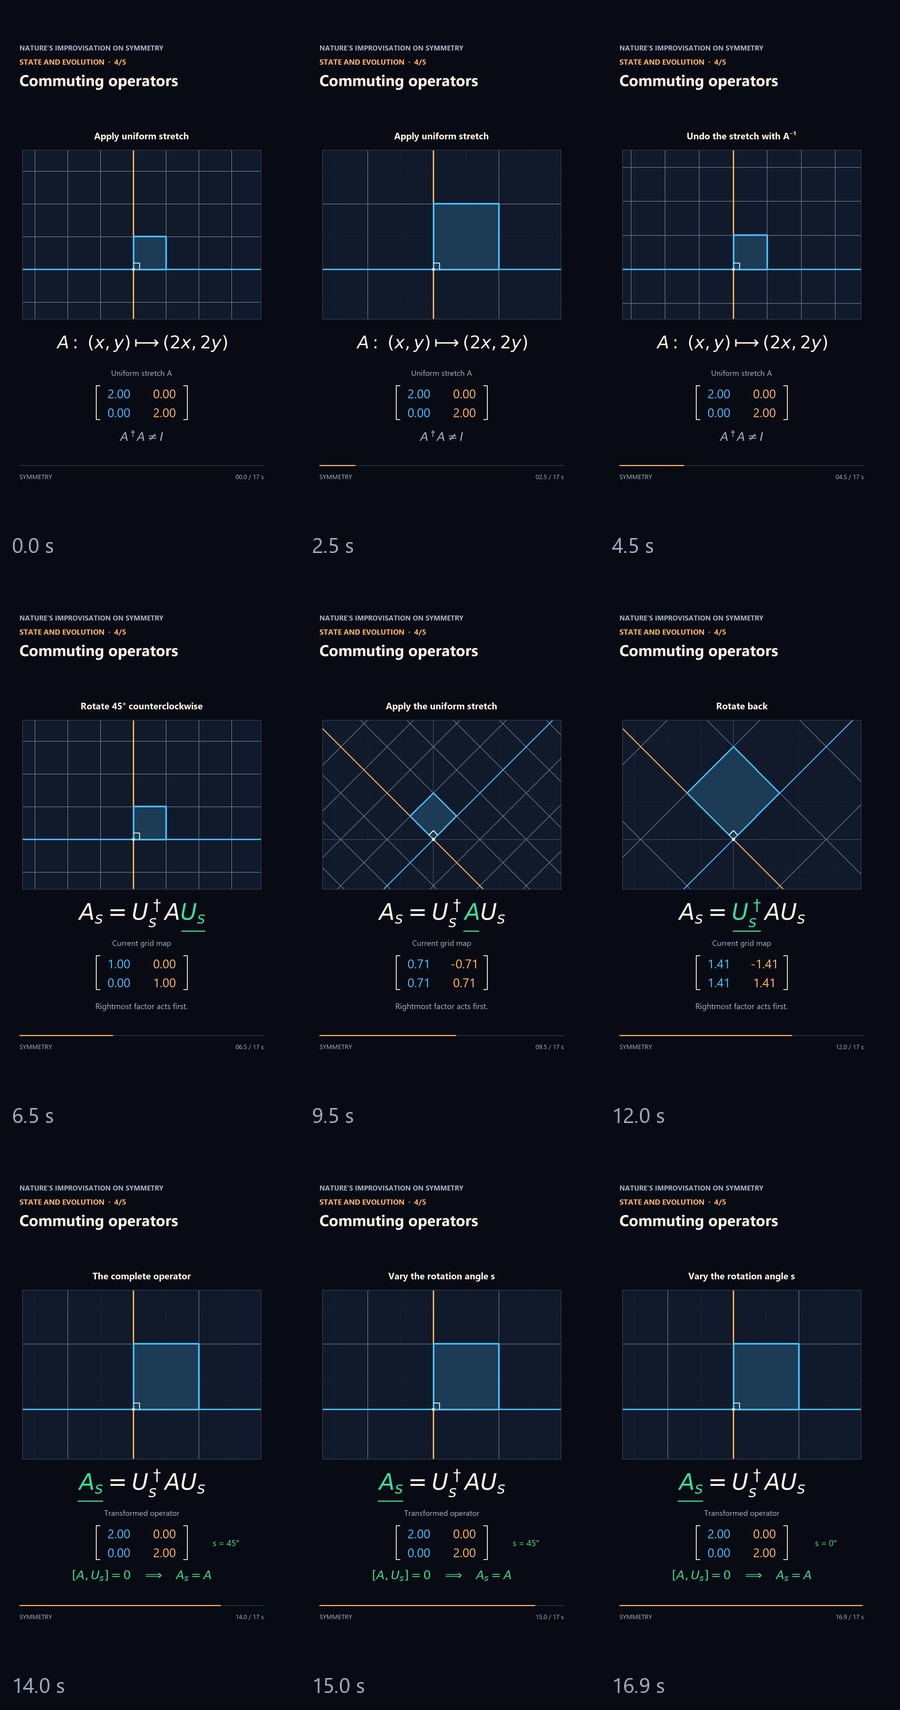 NATURE'S IMPROVISATION ON SYMMETRY
STATE AND EVOLUTION · 4/5
Commuting operators
Apply uniform stretch
A : (x, y) ⟼ (2x, 2y)
Uniform stretch A
2.00 0.00
0.00 2.00
A†A ≠ I
SYMMETRY 00.0 / 17 s
0.0 s
NATURE'S IMPROVISATION ON SYMMETRY
STATE AND EVOLUTION · 4/5
Commuting operators
Apply uniform stretch
A : (x, y) ⟼ (2x, 2y)
Uniform stretch A
2.00 0.00
0.00 2.00
A†A ≠ I
SYMMETRY 02.5 / 17 s
2.5 s
NATURE'S IMPROVISATION ON SYMMETRY
STATE AND EVOLUTION · 4/5
Commuting operators
Undo the stretch with A⁻¹
A : (x, y) ⟼ (2x, 2y)
Uniform stretch A
2.00 0.00
0.00 2.00
A†A ≠ I
SYMMETRY 04.5 / 17 s
4.5 s
NATURE'S IMPROVISATION ON SYMMETRY
STATE AND EVOLUTION · 4/5
Commuting operators
Rotate 45° counterclockwise
Aₛ = Uₛ†AUₛ
Current grid map
1.00 0.00
0.00 1.00
Rightmost factor acts first.
SYMMETRY 06.5 / 17 s
6.5 s
NATURE'S IMPROVISATION ON SYMMETRY
STATE AND EVOLUTION · 4/5
Commuting operators
Apply the uniform stretch
Aₛ = Uₛ†AUₛ
Current grid map
0.71 -0.71
0.71 0.71
Rightmost factor acts first.
SYMMETRY 09.5 / 17 s
9.5 s
NATURE'S IMPROVISATION ON SYMMETRY
STATE AND EVOLUTION · 4/5
Commuting operators
Rotate back
Aₛ = Uₛ†AUₛ
Current grid map
1.41 -1.41
1.41 1.41
Rightmost factor acts first.
SYMMETRY 12.0 / 17 s
12.0 s
NATURE'S IMPROVISATION ON SYMMETRY
STATE AND EVOLUTION · 4/5
Commuting operators
The complete operator
Aₛ = Uₛ†AUₛ
Transformed operator
2.00 0.00
0.00 2.00
s = 45°
[A, Uₛ] = 0 ⟹ Aₛ = A
SYMMETRY 14.0 / 17 s
14.0 s
NATURE'S IMPROVISATION ON SYMMETRY
STATE AND EVOLUTION · 4/5
Commuting operators
Vary the rotation angle s
Aₛ = Uₛ†AUₛ
Transformed operator
2.00 0.00
0.00 2.00
s = 45°
[A, Uₛ] = 0 ⟹ Aₛ = A
SYMMETRY 15.0 / 17 s
15.0 s
NATURE'S IMPROVISATION ON SYMMETRY
STATE AND EVOLUTION · 4/5
Commuting operators
Vary the rotation angle s
Aₛ = Uₛ†AUₛ
Transformed operator
2.00 0.00
0.00 2.00
s = 0°
[A, Uₛ] = 0 ⟹ Aₛ = A
SYMMETRY 16.9 / 17 s
16.9 s